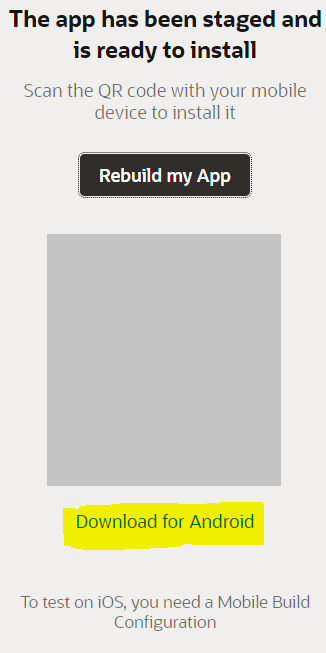 The app has been staged and
is ready to install
Scan the QR code with your mobile
device to install it
Rebuild my App
Download for Android
To test on iOS, you need a Mobile Build
Configuration